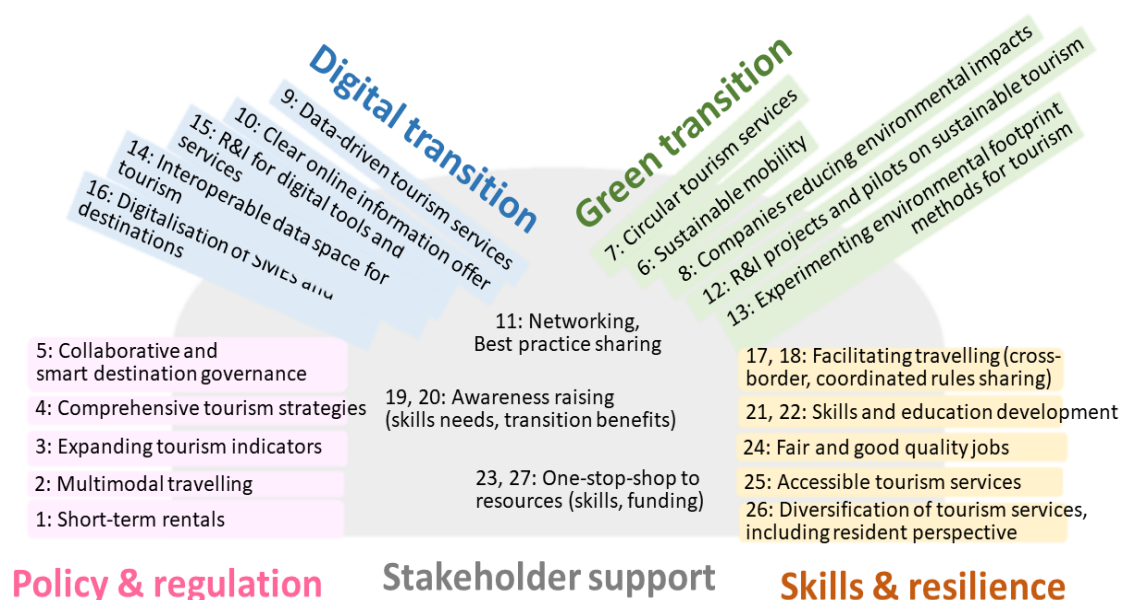 Digital transition
9: Data-driven tourism services
10: Clear online information offer
15: R&I for digital tools and
services
14: Interoperable data space for
tourism
16: Digitalisation of SMEs and
destinations
Green transition
7: Circular tourism services
6: Sustainable mobility
8: Companies reducing environmental impacts
12: R&I projects and pilots on sustainable tourism
13: Experimenting environmental footprint
methods for tourism
11: Networking,
Best practice sharing
19, 20: Awareness raising
(skills needs, transition benefits)
23, 27: One-stop-shop to
resources (skills, funding)
Stakeholder support
5: Collaborative and
smart destination governance
4: Comprehensive tourism strategies
3: Expanding tourism indicators
2: Multimodal travelling
1: Short-term rentals
Policy & regulation
17, 18: Facilitating travelling (cross-
border, coordinated rules sharing)
21, 22: Skills and education development
24: Fair and good quality jobs
25: Accessible tourism services
26: Diversification of tourism services,
including resident perspective
Skills & resilience